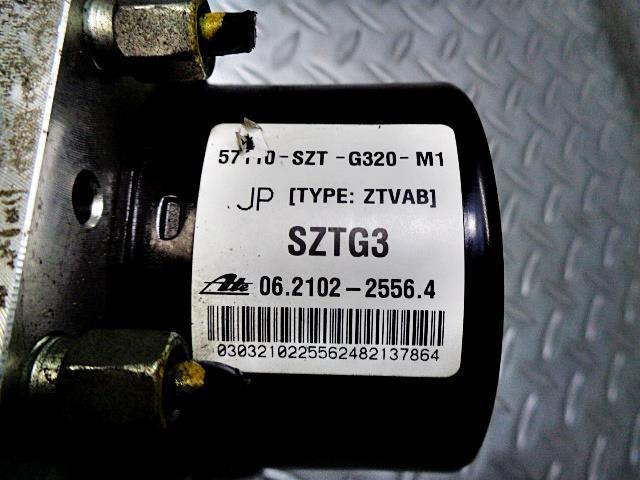 57110-SZT -G320- M1
JP [TYPE: ZTVAB]
SZTG3
Ate 06.2102-2556.4
0303210225562482137864